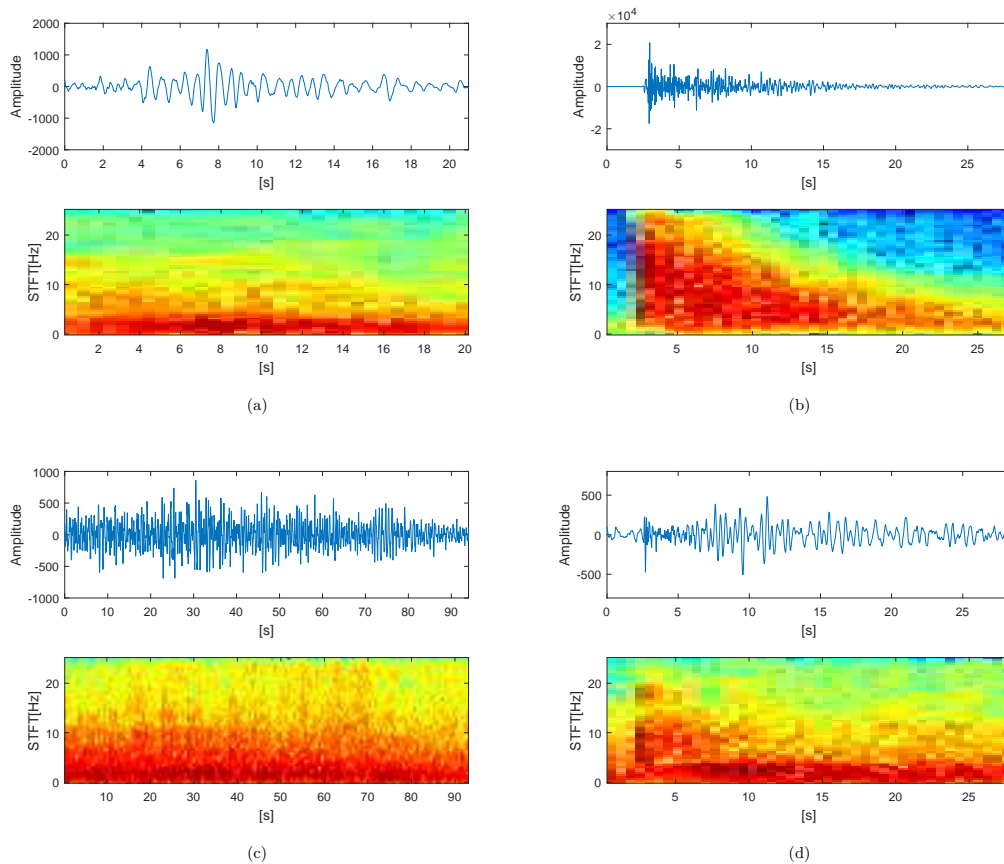 2000
1000
0
-1000
-2000
Amplitude
0 2 4 6 8 10 12 14 16 18 20
[s]
20
10
0
STFT[Hz]
2 4 6 8 10 12 14 16 18 20
[s]
(a)
×10⁴
2
0
-2
Amplitude
0 5 10 15 20 25
[s]
20
10
0
STFT[Hz]
5 10 15 20 25
[s]
(b)
1000
500
0
-500
-1000
Amplitude
0 10 20 30 40 50 60 70 80 90
[s]
20
10
0
STFT[Hz]
10 20 30 40 50 60 70 80 90
[s]
(c)
500
0
-500
Amplitude
0 5 10 15 20 25
[s]
20
10
0
STFT[Hz]
5 10 15 20 25
[s]
(d)